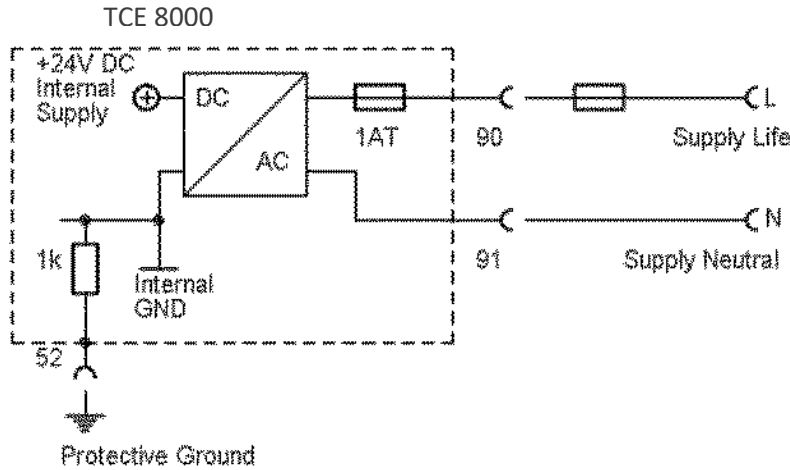 TCE 8000
+24V DC
Internal
Supply
DC
AC
1AT
90
L
Supply Life
N
91
Supply Neutral
1k
Internal
GND
52
Protective Ground